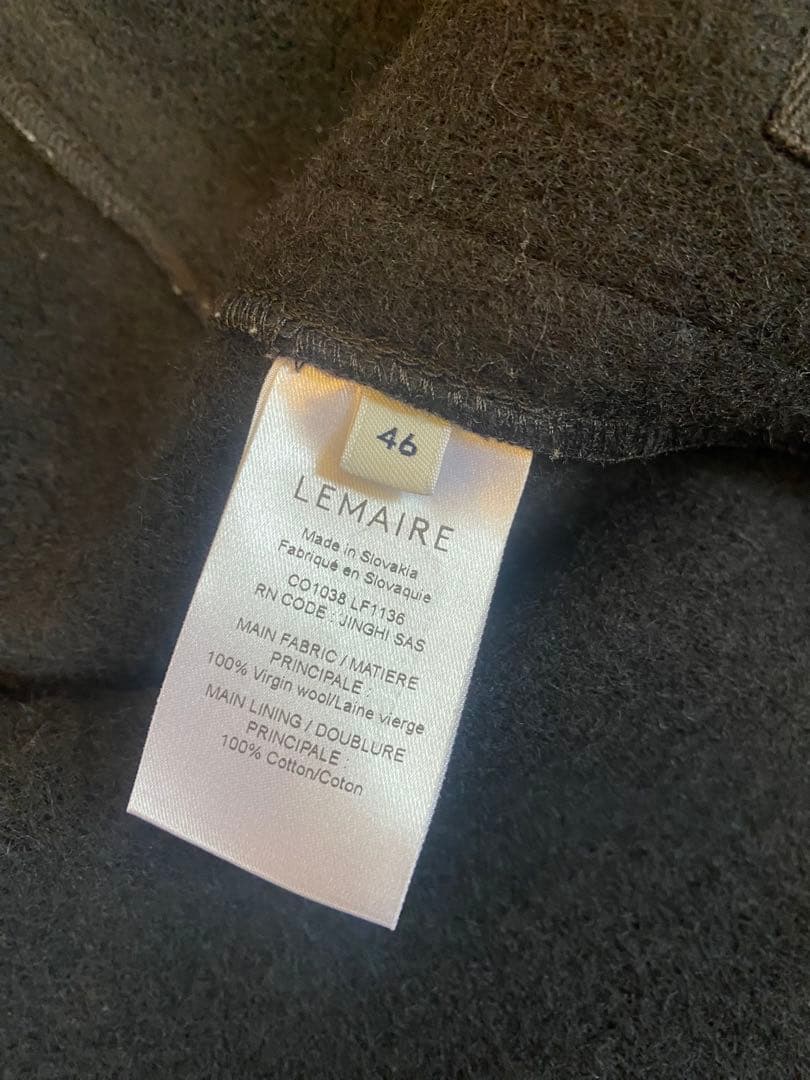 46
LEMAIRE
Made in Slovakia
Fabriqué en Slovaquie
CO1038 LF1136
RN CODE : JINGHI SAS
MAIN FABRIC / MATIERE
PRINCIPALE :
100% Virgin wool/Laine vierge
MAIN LINING / DOUBLURE
PRINCIPALE :
100% Cotton/Coton